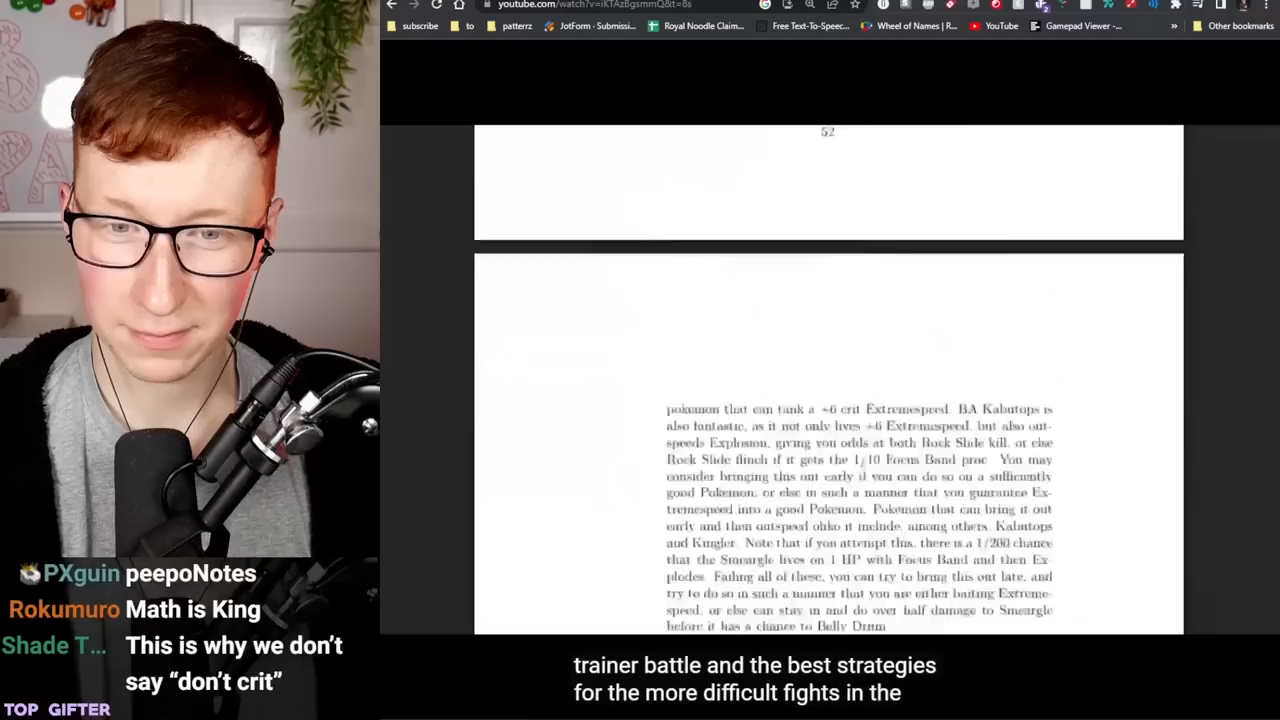 youtube.com/watch?v=iKTAzBgsmmQ&t=8s
subscribe
to
patterrz
JotForm - Submissi...
Royal Noodle Claim...
Free Text-To-Speec...
Wheel of Names | R...
YouTube
Gamepad Viewer -...
»
Other bookmarks
52
pokemon that can tank a +6 crit Extremespeed. BA Kabutops is
also fantastic, as it not only lives +6 Extremespeed, but also out-
speeds Explosion, giving you odds at both Rock Slide kill, or else
Rock Slide flinch if it gets the 1/10 Focus Band proc. You may
consider bringing this out early if you can do so on a sufficiently
good Pokemon, or else in such a manner that you guarantee Ex-
tremespeed into a good Pokemon. Pokemon that can bring it out
early and then outspeed ohko it include, among others, Kabutops
and Kingler. Note that if you attempt this, there is a 1/200 chance
that the Smeargle lives on 1 HP with Focus Band and then Ex-
plodes. Failing all of these, you can try to bring this out late, and
try to do so in such a manner that you are either baiting Extreme-
speed, or else can stay in and do over half damage to Smeargle
before it has a chance to Belly Drum
PXguin peepoNotes
Rokumuro Math is King
Shade T... This is why we don't
say “don't crit”
TOP GIFTER
trainer battle and the best strategies
for the more difficult fights in the